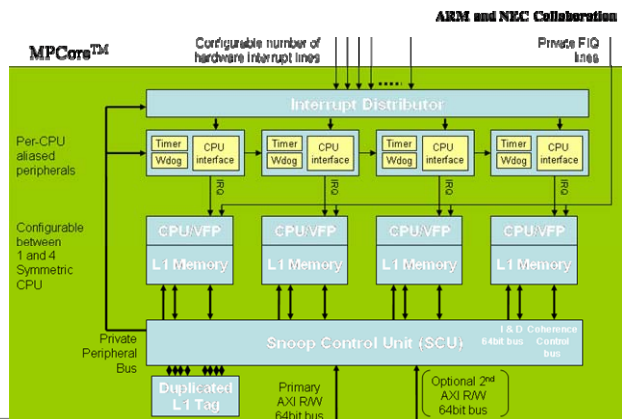 ARM and NEC Collaboration
MPCore™
Configurable number of
hardware interrupt lines
Private FIQ
lines
Interrupt Distributor
Per-CPU
aliased
peripherals
Timer
Wdog
CPU
interface
Timer
Wdog
CPU
interface
Timer
Wdog
CPU
interface
Timer
Wdog
CPU
interface
IRQ
IRQ
IRQ
IRQ
Configurable
between
1 and 4
Symmetric
CPU
CPU/VFP
L1 Memory
CPU/VFP
L1 Memory
CPU/VFP
L1 Memory
CPU/VFP
L1 Memory
Private
Peripheral
Bus
Snoop Control Unit (SCU)
I & D
64bit bus
Coherence
Control
bus
Duplicated
L1 Tag
Primary
AXI R/W
64bit bus
Optional 2nd
AXI R/W
64bit bus